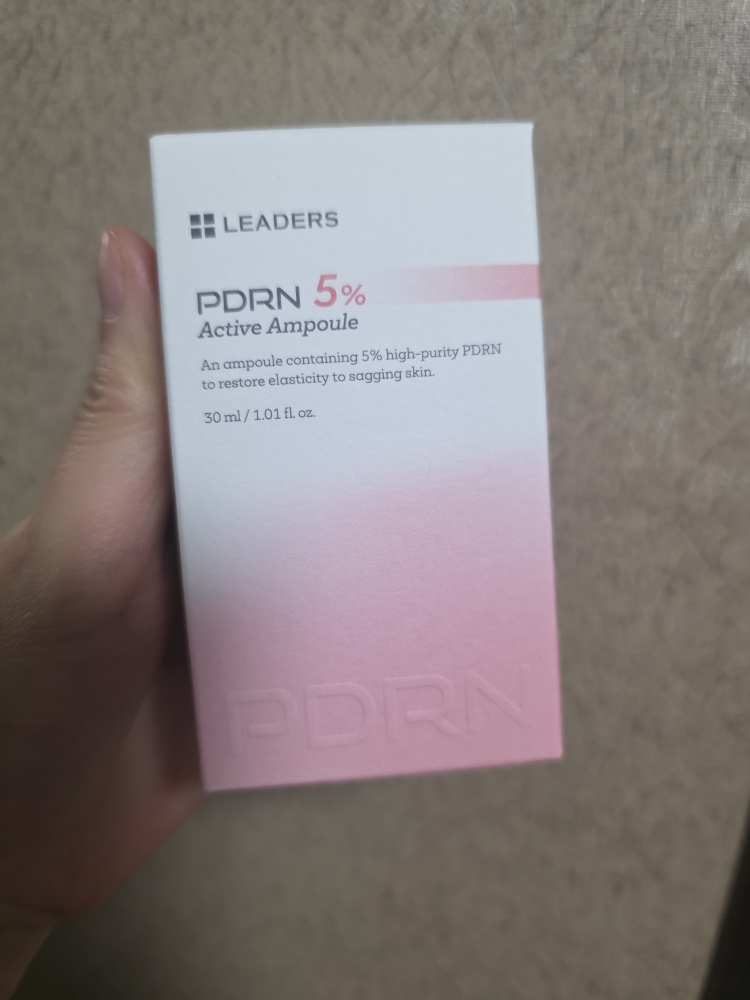 LEADERS
PDRN 5%
Active Ampoule
An ampoule containing 5% high-purity PDRN
to restore elasticity to sagging skin.
30 ml / 1.01 fl. oz.
PDRN